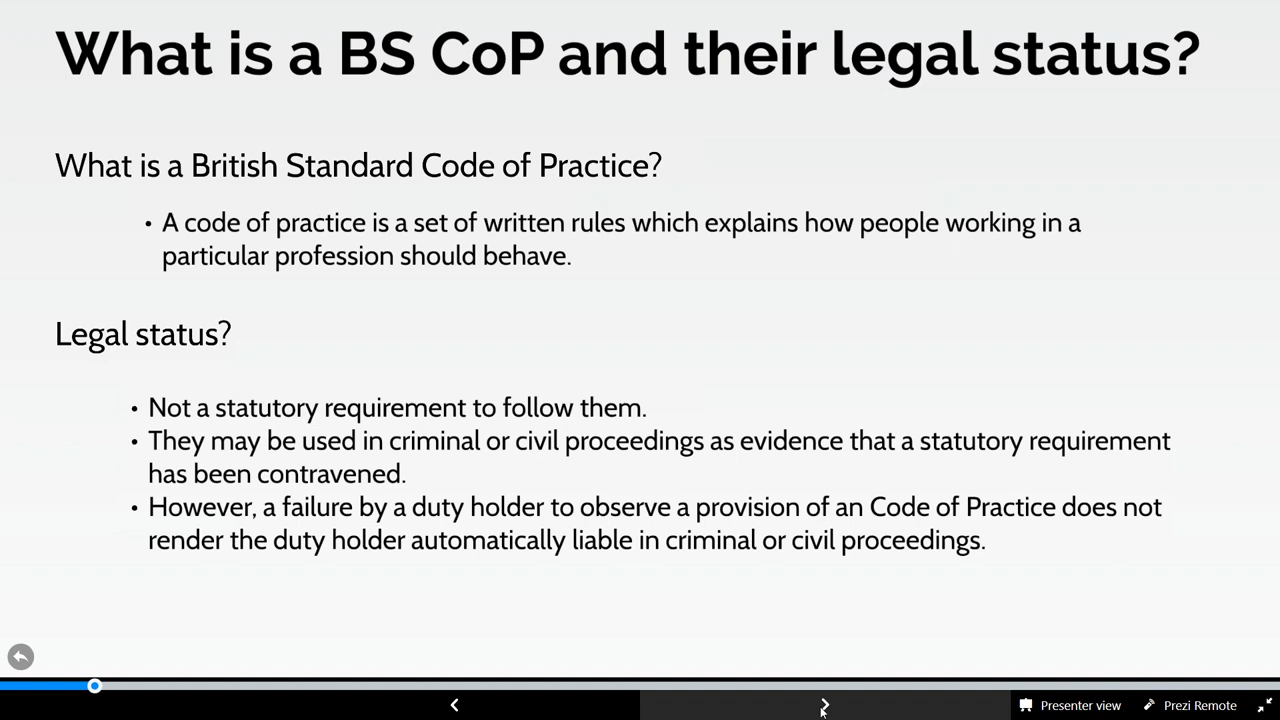 What is a BS CoP and their legal status?
What is a British Standard Code of Practice?
• A code of practice is a set of written rules which explains how people working in a
particular profession should behave.
Legal status?
• Not a statutory requirement to follow them.
• They may be used in criminal or civil proceedings as evidence that a statutory requirement
has been contravened.
• However, a failure by a duty holder to observe a provision of an Code of Practice does not
render the duty holder automatically liable in criminal or civil proceedings.
Presenter view
Prezi Remote